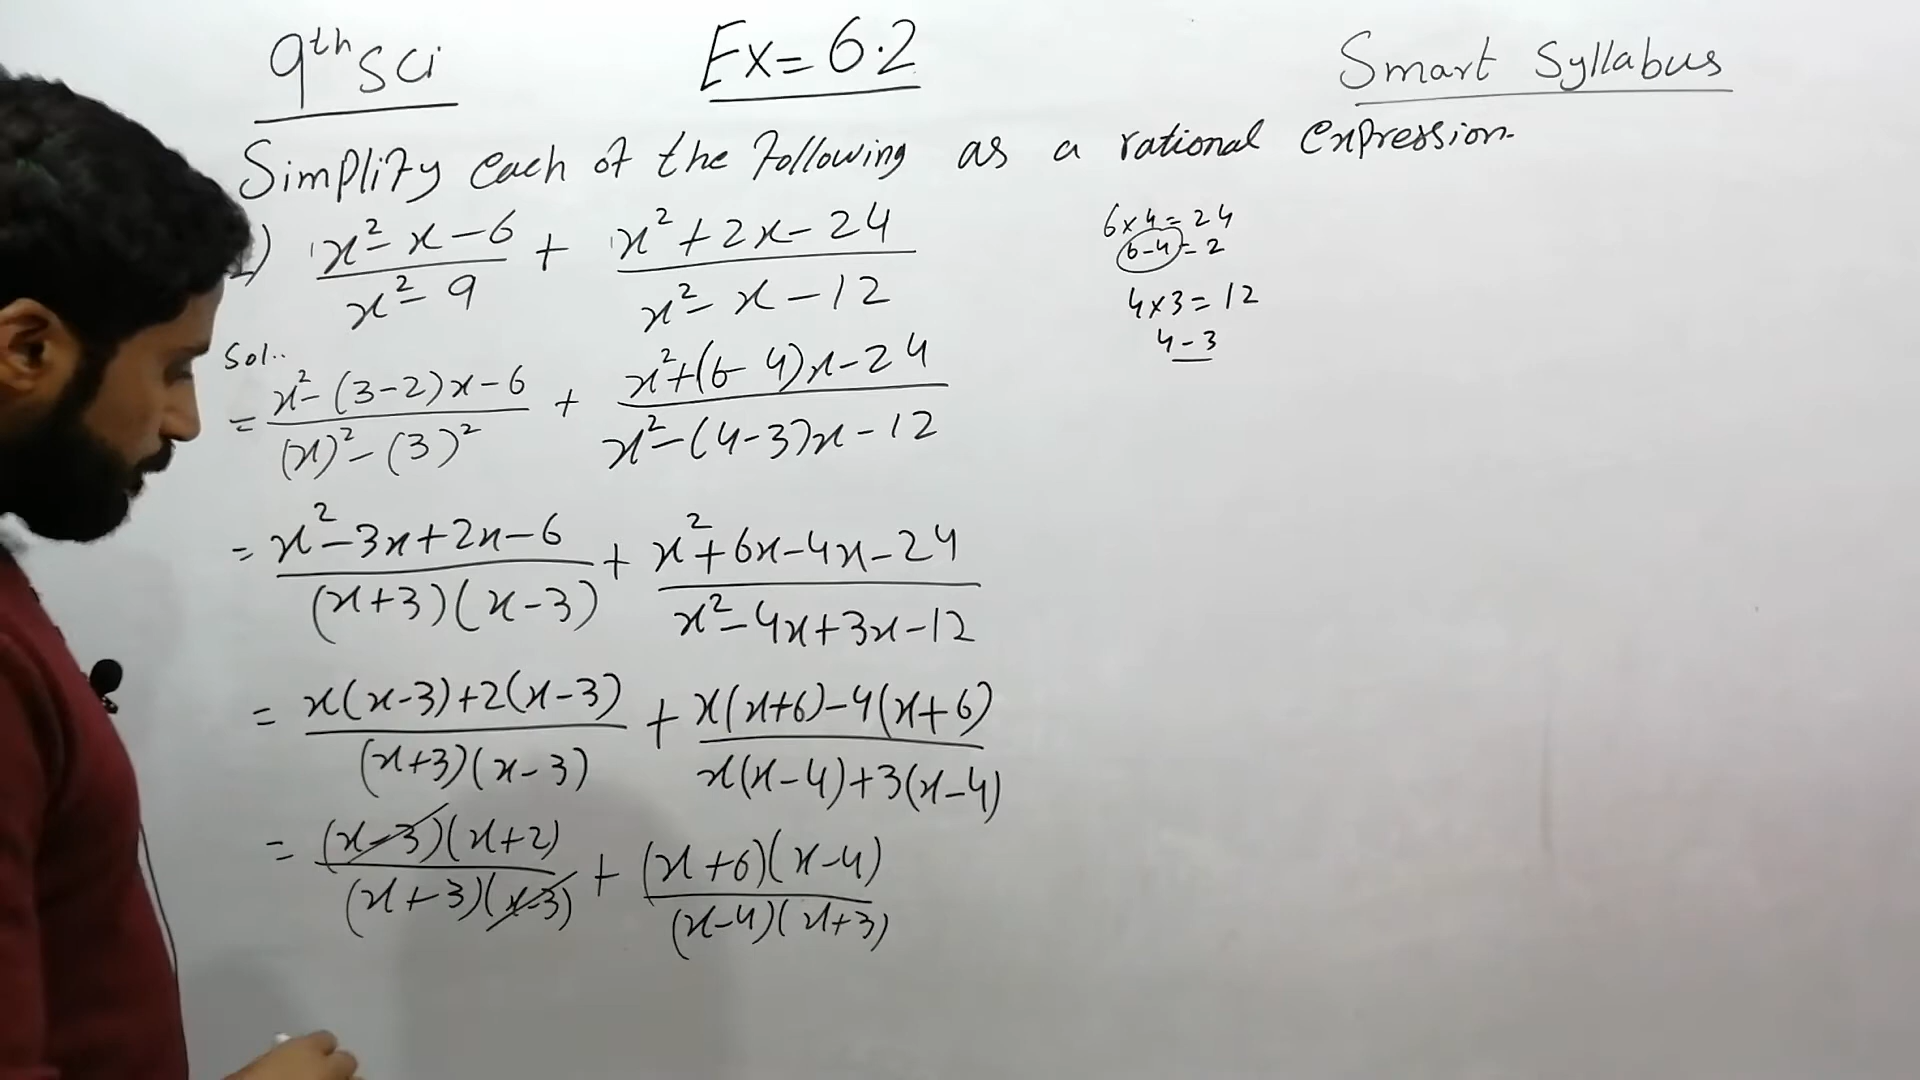 9th Sci Ex= 6.2 Smart Syllabus
Simplify each of the following as a rational expression.
1) x²-x-6/x²-9 + x²+2x-24/x²-x-12
6x4=24
6-4=2
4x3=12
4-3
Sol..
= x²-(3-2)x-6/(x)²-(3)² + x²+(6-4)x-24/x²-(4-3)x-12
= x²-3x+2x-6/(x+3)(x-3) + x²+6x-4x-24/x²-4x+3x-12
= x(x-3)+2(x-3)/(x+3)(x-3) + x(x+6)-4(x+6)/x(x-4)+3(x-4)
= (x-3)(x+2)/(x+3)(x-3) + (x+6)(x-4)/(x-4)(x+3)